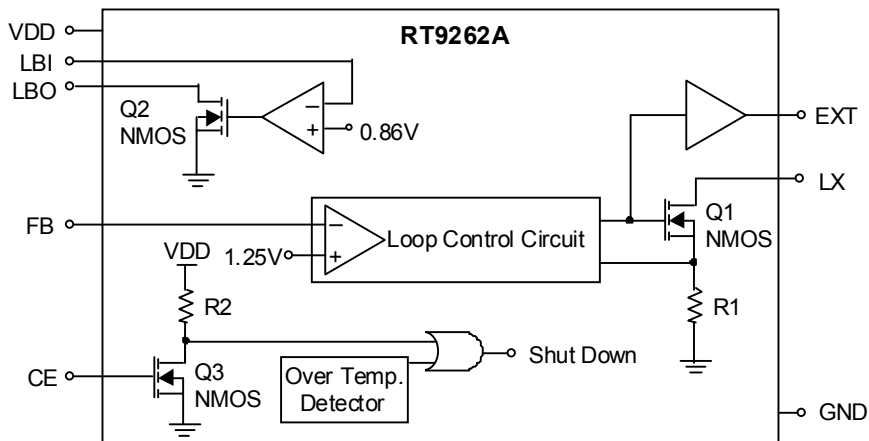 RT9262A
VDD
LBI
LBO
Q2
NMOS
−
+
0.86V
EXT
LX
Q1
NMOS
FB
−
+
1.25V
Loop Control Circuit
VDD
R2
R1
CE
Q3
NMOS
Over Temp.
Detector
Shut Down
GND